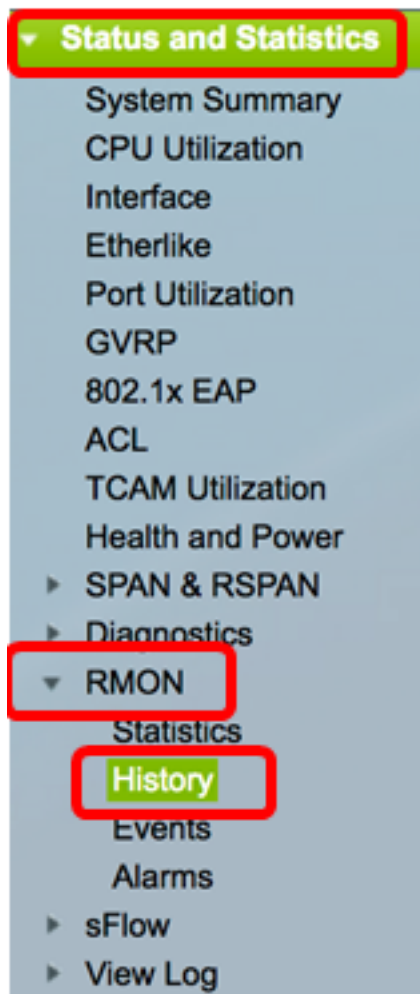 Status and Statistics
System Summary
CPU Utilization
Interface
Etherlike
Port Utilization
GVRP
802.1x EAP
ACL
TCAM Utilization
Health and Power
SPAN & RSPAN
Diagnostics
RMON
Statistics
History
Events
Alarms
sFlow
View Log